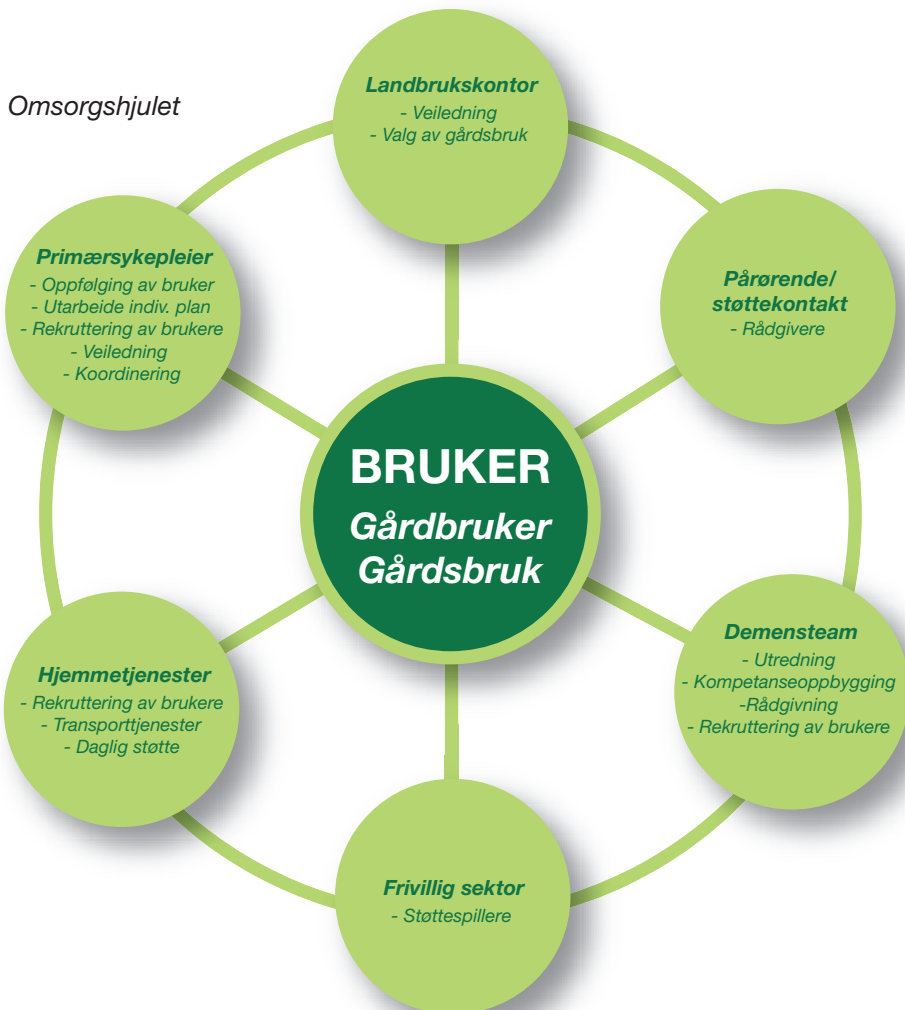 Omsorgshjulet
Landbrukskontor
- Veiledning
- Valg av gårdsbruk
Primærsykepleier
- Oppfølging av bruker
- Utarbeide indiv. plan
- Rekruttering av brukere
- Veiledning
- Koordinering
Pårørende/
støttekontakt
- Rådgivere
BRUKER
Gårdbruker
Gårdsbruk
Hjemmetjenester
- Rekruttering av brukere
- Transporttjenester
- Daglig støtte
Demensteam
- Utredning
- Kompetanseoppbygging
-Rådgivning
- Rekruttering av brukere
Frivillig sektor
- Støttespillere